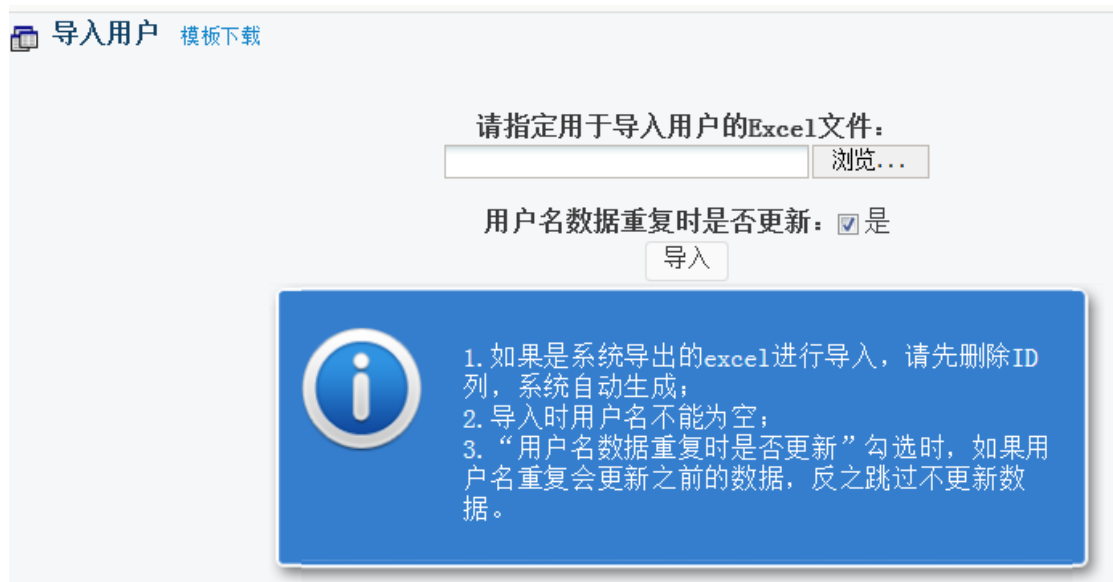 导入用户 模板下载
请指定用于导入用户的Excel文件：
浏览...
用户名数据重复时是否更新：是
导入
1.如果是系统导出的excel进行导入，请先删除ID
列，系统自动生成；
2.导入时用户名不能为空；
3.“用户名数据重复时是否更新”勾选时，如果用
户名重复会更新之前的数据，反之跳过不更新数
据。